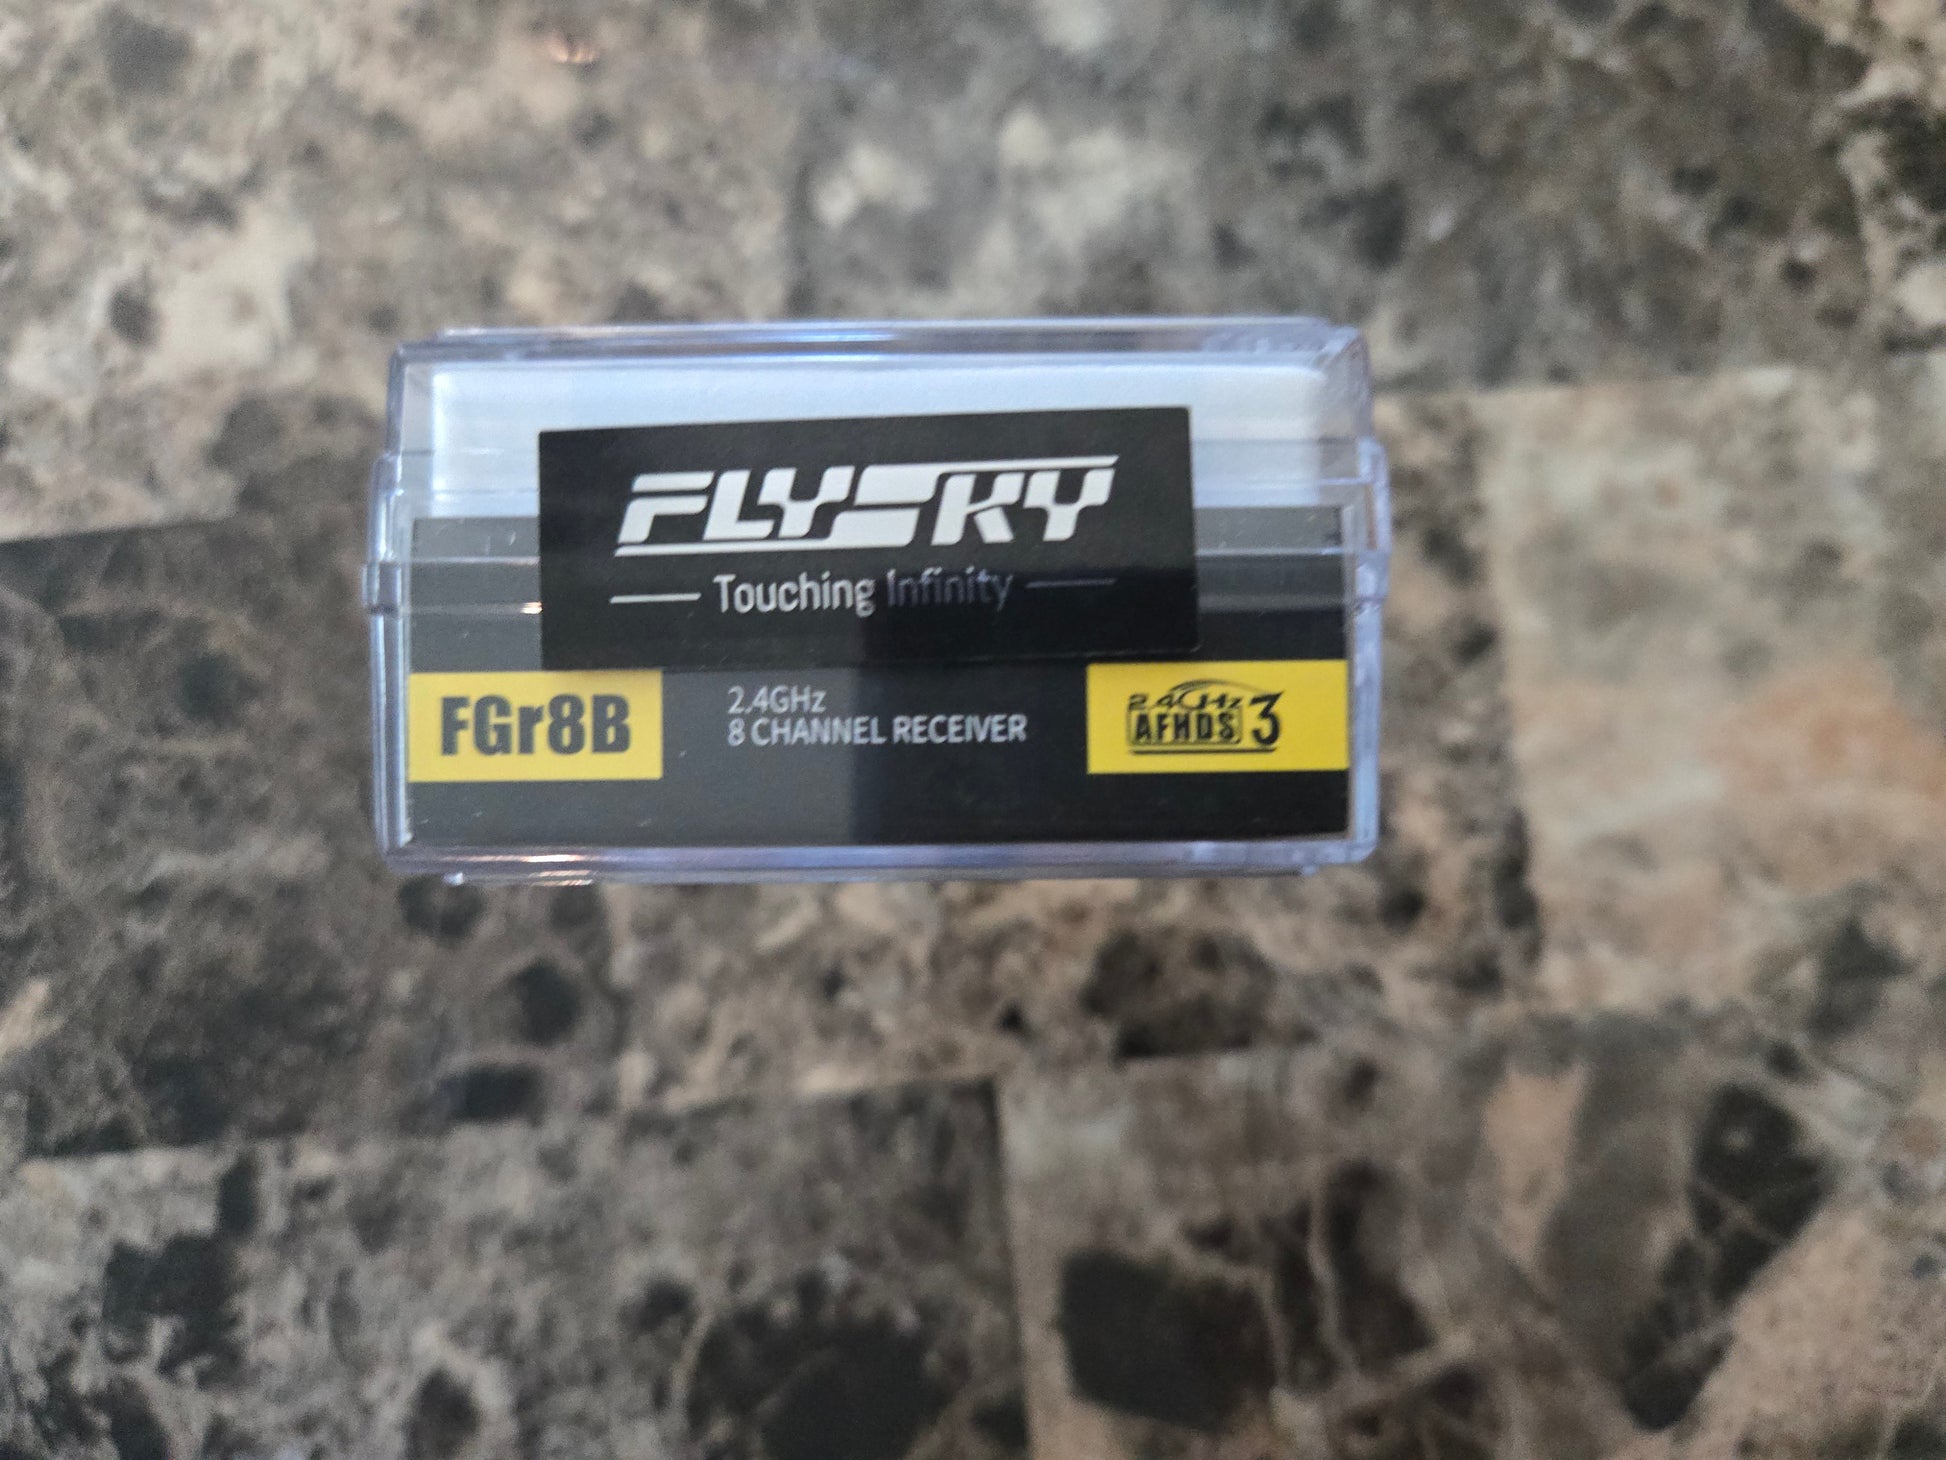 FLYSKY
Touching Infinity
FGr8B
2.4GHz
8 CHANNEL RECEIVER
2.4GHz
AFHDS 3